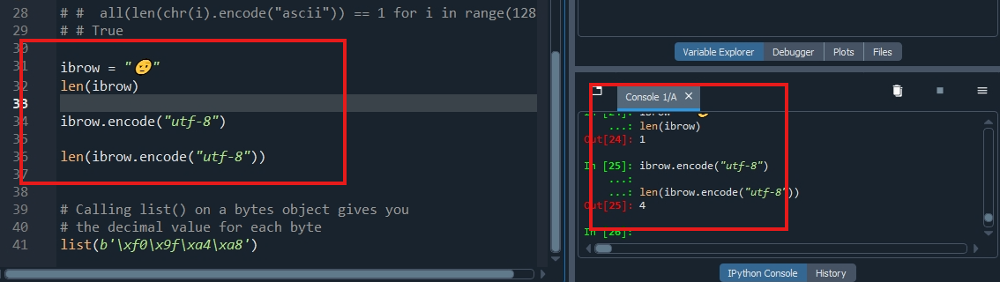 28 # #  all(len(chr(i).encode("ascii")) == 1 for i in range(128
29 # # True
30
31 ibrow = "🤨"
32 len(ibrow)
33
34 ibrow.encode("utf-8")
35
36 len(ibrow.encode("utf-8"))
37
38
39 # Calling list() on a bytes object gives you
40 # the decimal value for each byte
41 list(b'\xf0\x9f\xa4\xa8')
Variable Explorer Debugger Plots Files
Console 1/A
...: len(ibrow)
Out[24]: 1
In [25]: ibrow.encode("utf-8")
...:
...: len(ibrow.encode("utf-8"))
Out[25]: 4
In [26]:
IPython Console History